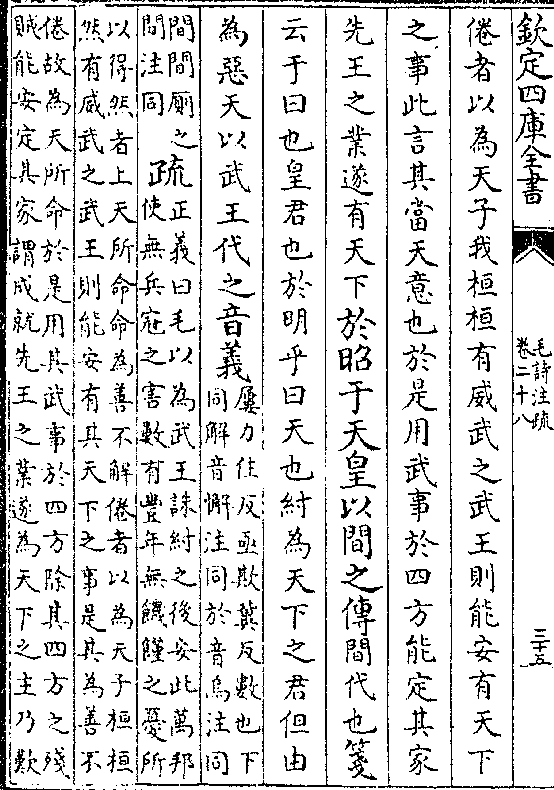 欽定四庫全書
毛詩注疏
卷二十八
三十五
倦者以為天子我桓桓有威武之武王則能安有天下
之事此言其當天意也於是用武事於四方能定其家
先王之業遂有天下於昭于天皇以間之傳間代也箋
云于曰也皇君也於明乎曰天也紂為天下之君但由
為惡天以武王代之音義屢力住反亟欺冀反數也下
同解音懈注同於音烏注同
間間廁之
間注同
疏正義曰毛以為武王誅紂之後安此萬邦
使無兵寇之害數有豐年無饑饉之憂所
以得然者上天所命命為善不解倦者以為天子桓桓
然有威武之武王則能安有其天下之事是其為善不
倦故為天所命於是用其武事於四方除其四方之殘
賊能安定其家謂成就先王之業遂為天下之主乃歎